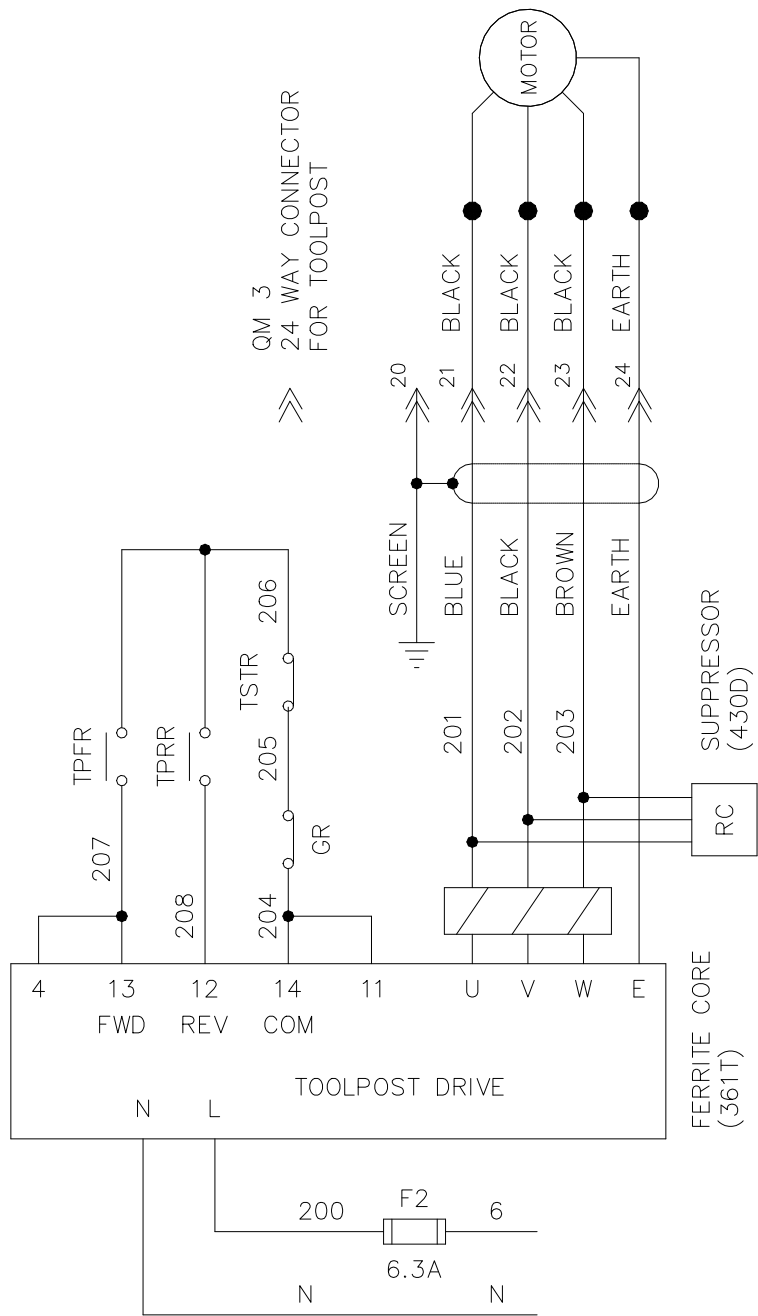 MOTOR
QM 3
24 WAY CONNECTOR
FOR TOOLPOST
20
21
22
23
24
BLACK
BLACK
BLACK
EARTH
SCREEN
BLUE
BLACK
BROWN
EARTH
206
TSTR
205
GR
204
TPFR
207
TPRR
208
201
202
203
SUPPRESSOR
(430D)
RC
4
13
12
14
11
U
V
W
E
FWD
REV
COM
TOOLPOST DRIVE
N
L
FERRITE CORE
(361T)
200
F2
6
6.3A
N
N